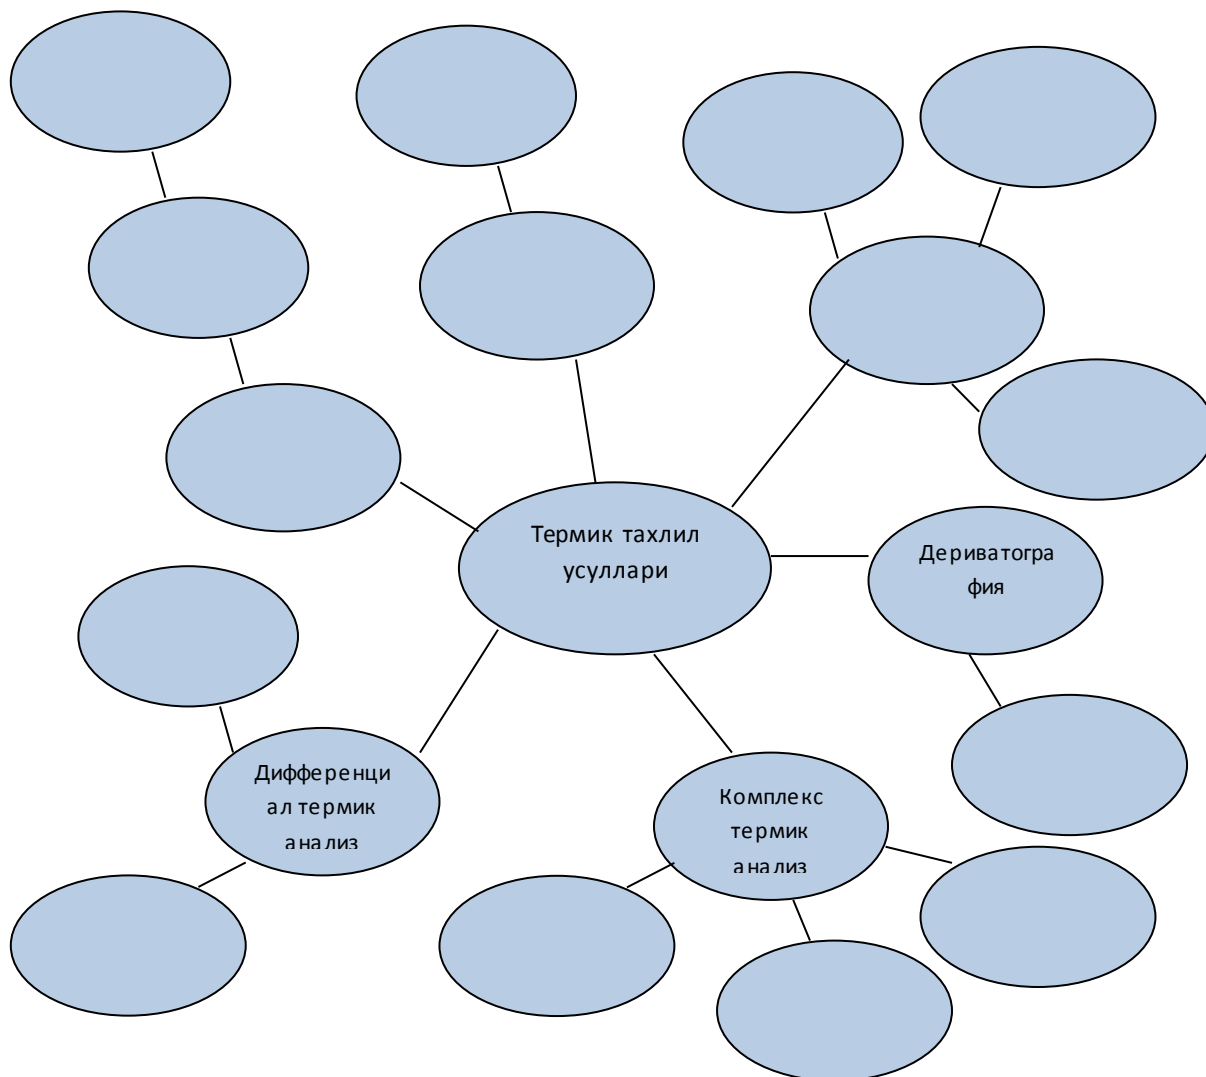 Термик тахлил
усуллари
Дериватогра
фия
Дифференци
ал термик
анализ
Комплекс
термик
анализ